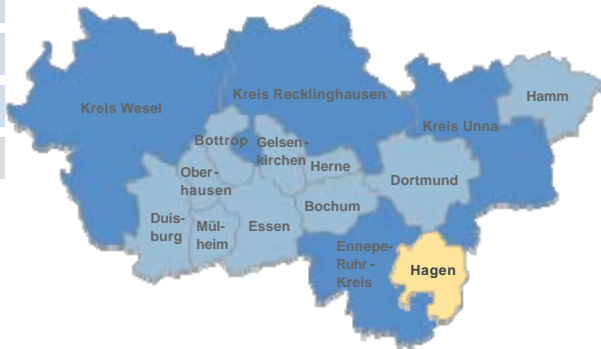 Kreis Wesel
Kreis Recklinghausen
Hamm
Kreis Unna
Bottrop
Gelsen-
kirchen
Herne
Ober-
hausen
Dortmund
Bochum
Duis-
burg
Mül-
heim
Essen
Ennepe-
Ruhr -
Kreis
Hagen